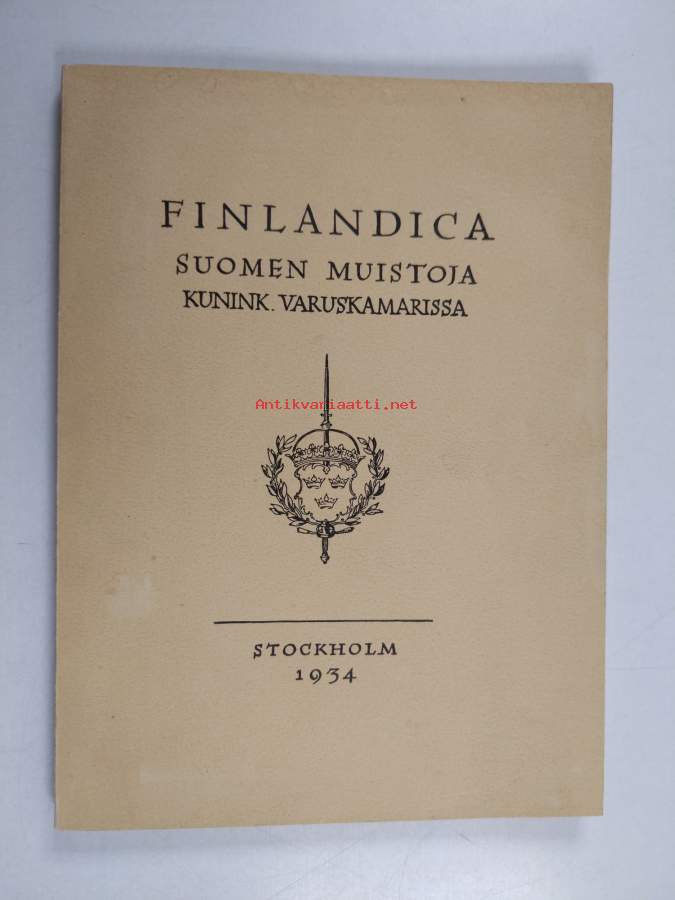 FINLANDICA
SUOMEN MUISTOJA
KUNINK. VARUSKAMARISSA
Antikvariaatti.net
STOCKHOLM
1934